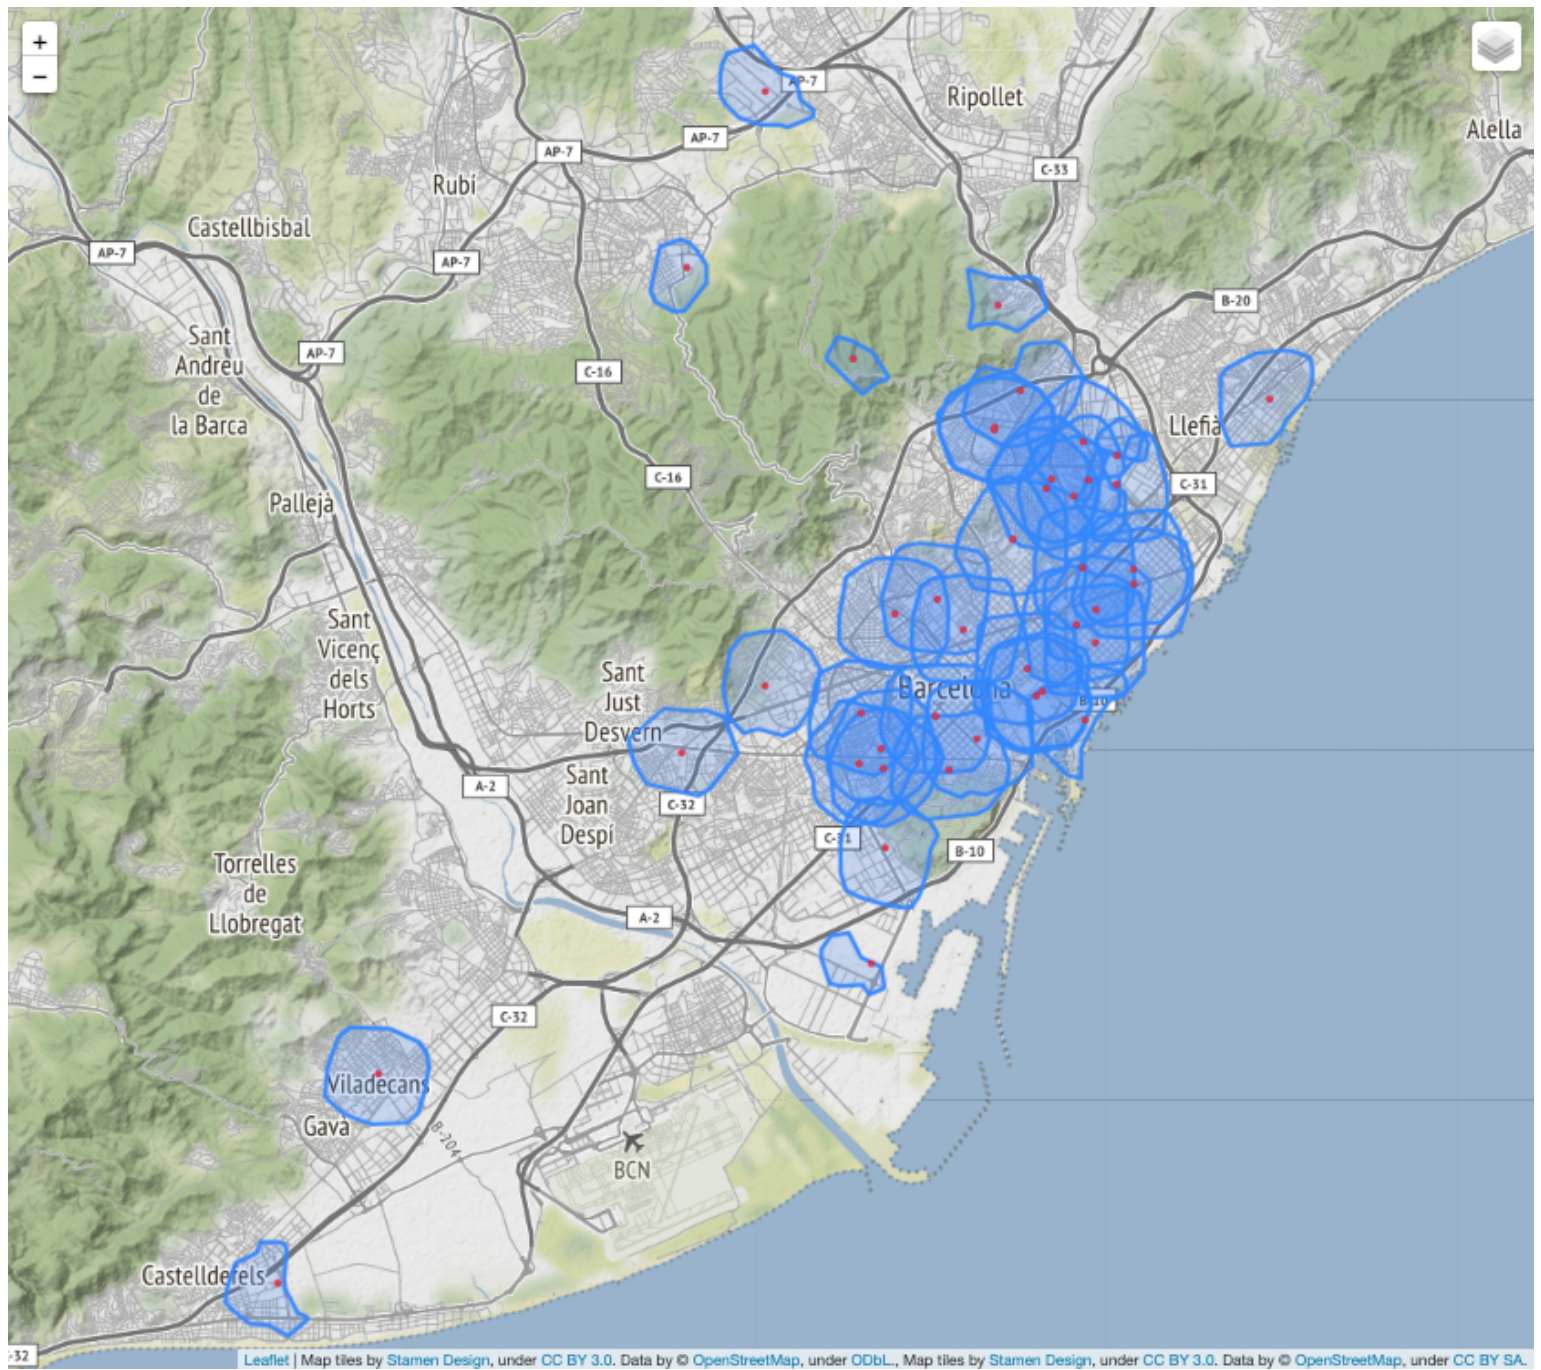 +
−
AP-7
Ripollet
Alella
AP-7
AP-7
C-33
Rubí
Castellbisbal
AP-7
AP-7
B-20
Sant
Andreu
de
la Barca
AP-7
C-16
Llefià
C-16
C-31
Pallejà
Sant
Vicenç
dels
Horts
Sant
Just
Desvern
Barcelona
B-10
A-2
Sant
Joan
Despí
C-32
C-31
B-10
Torrelles
de
Llobregat
A-2
C-32
Viladecans
Gavà
B-204
BCN
Castelldefels
-32
Leaflet | Map tiles by Stamen Design, under CC BY 3.0. Data by © OpenStreetMap, under ODbL., Map tiles by Stamen Design, under CC BY 3.0. Data by © OpenStreetMap, under CC BY SA.